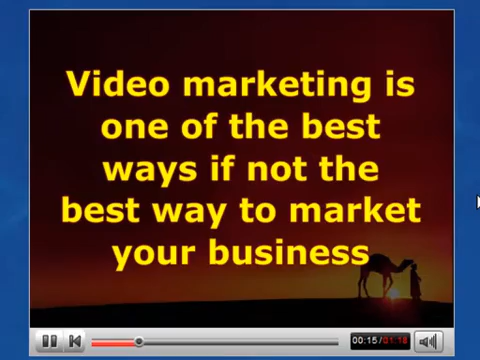 Video marketing is
one of the best
ways if not the
best way to market
your business
00:15/01:18